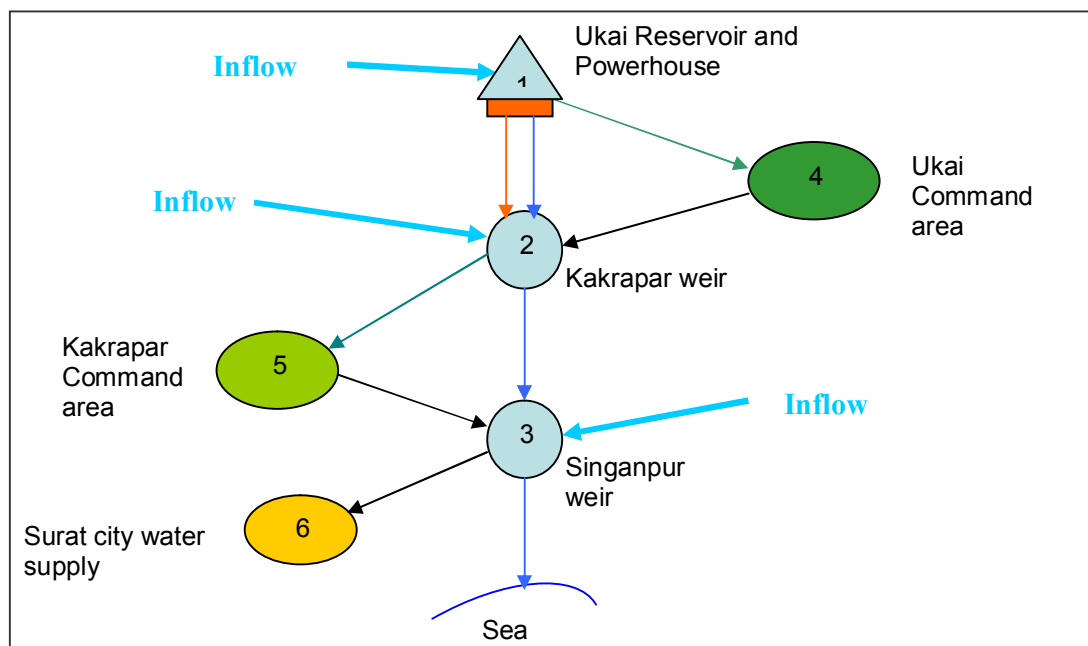 Ukai Reservoir and
Powerhouse
Inflow
1
4
Ukai
Command
area
Inflow
2
Kakrapar weir
Kakrapar
Command
area
5
Inflow
3
Singanpur
weir
6
Surat city water
supply
Sea